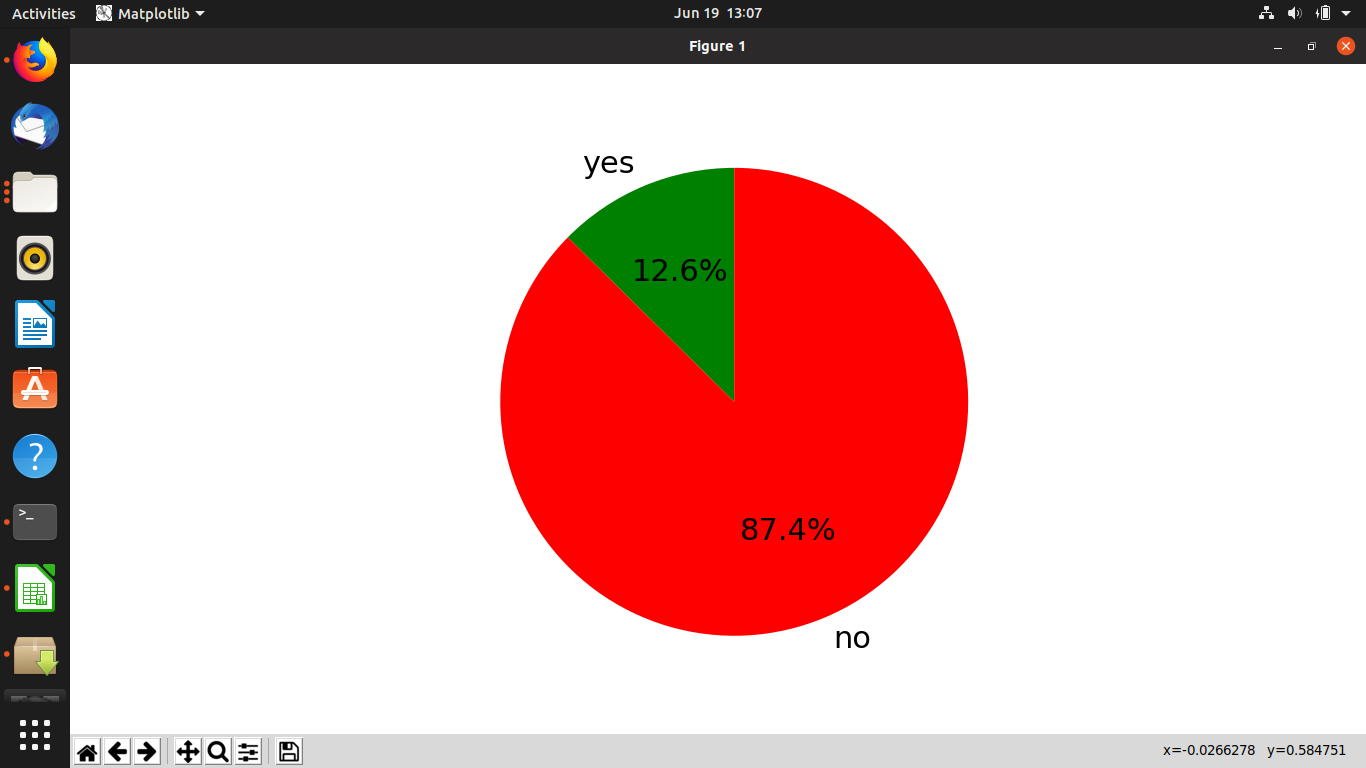 Activities
Matplotlib
Jun 19 13:07
Figure 1
yes
12.6%
87.4%
no
x=-0.0266278 y=0.584751